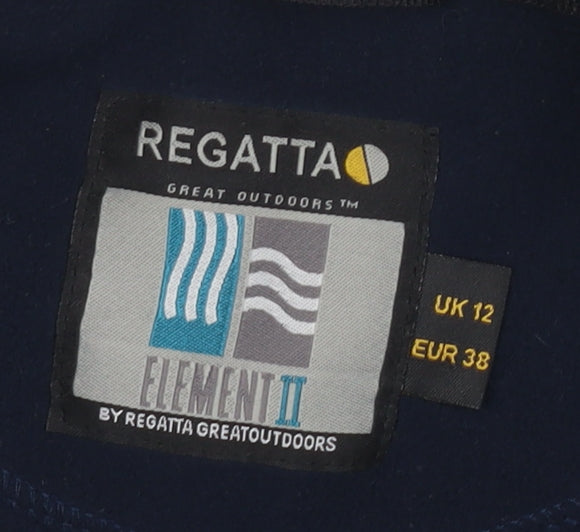 REGATTA
GREAT OUTDOORS™
ELEMENT II
BY REGATTA GREATOUTDOORS
UK 12
EUR 38